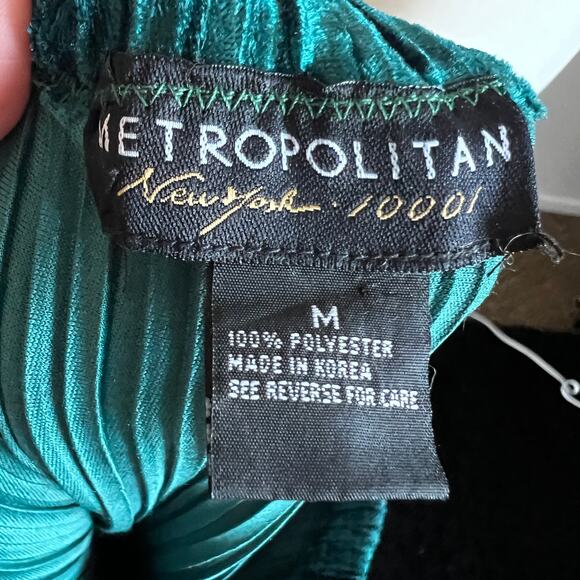 METROPOLITAN
New York 10001
M
100% POLYESTER
MADE IN KOREA
SEE REVERSE FOR CARE